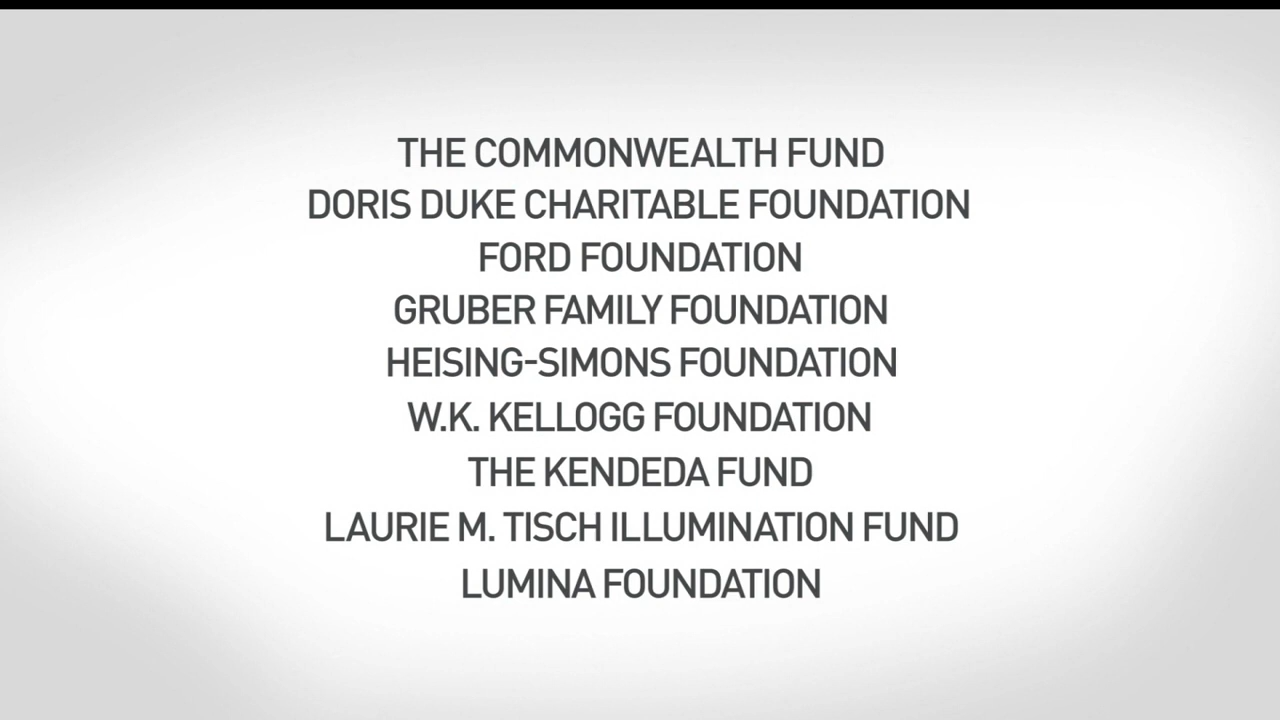 THE COMMONWEALTH FUND
DORIS DUKE CHARITABLE FOUNDATION
FORD FOUNDATION
GRUBER FAMILY FOUNDATION
HEISING-SIMONS FOUNDATION
W.K. KELLOGG FOUNDATION
THE KENDEDA FUND
LAURIE M. TISCH ILLUMINATION FUND
LUMINA FOUNDATION